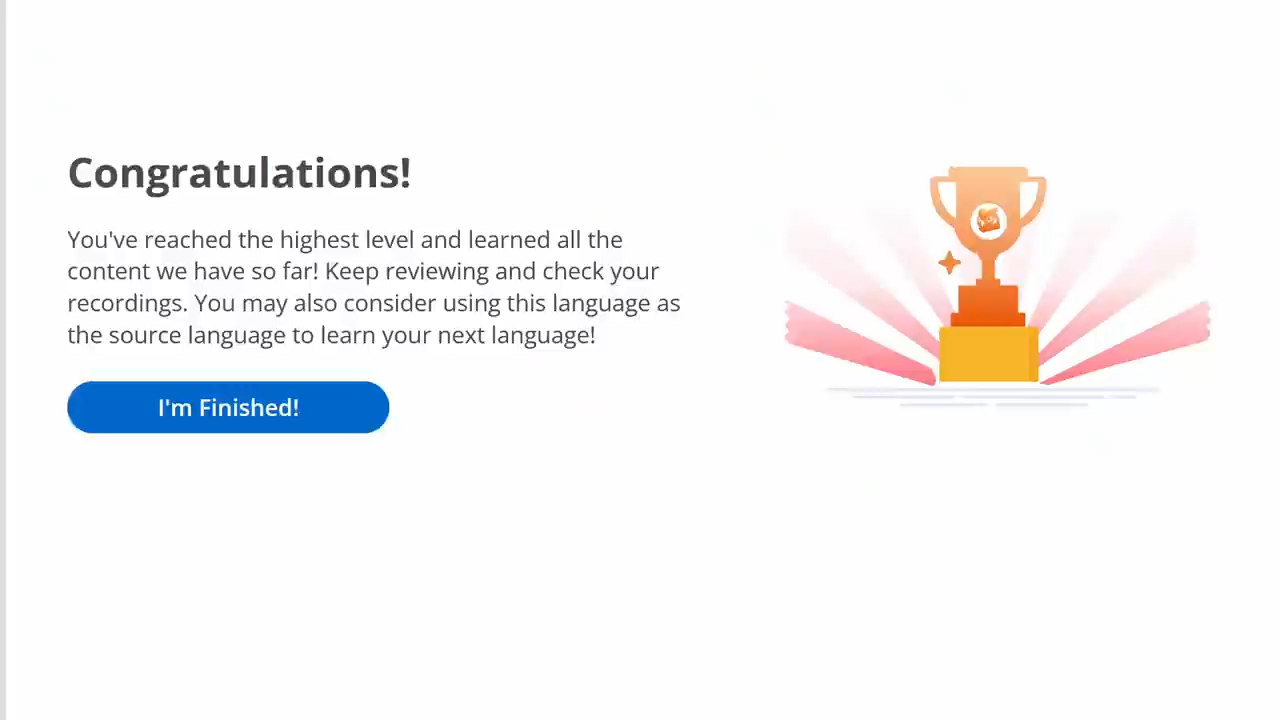 Congratulations!
You've reached the highest level and learned all the
content we have so far! Keep reviewing and check your
recordings. You may also consider using this language as
the source language to learn your next language!
I'm Finished!